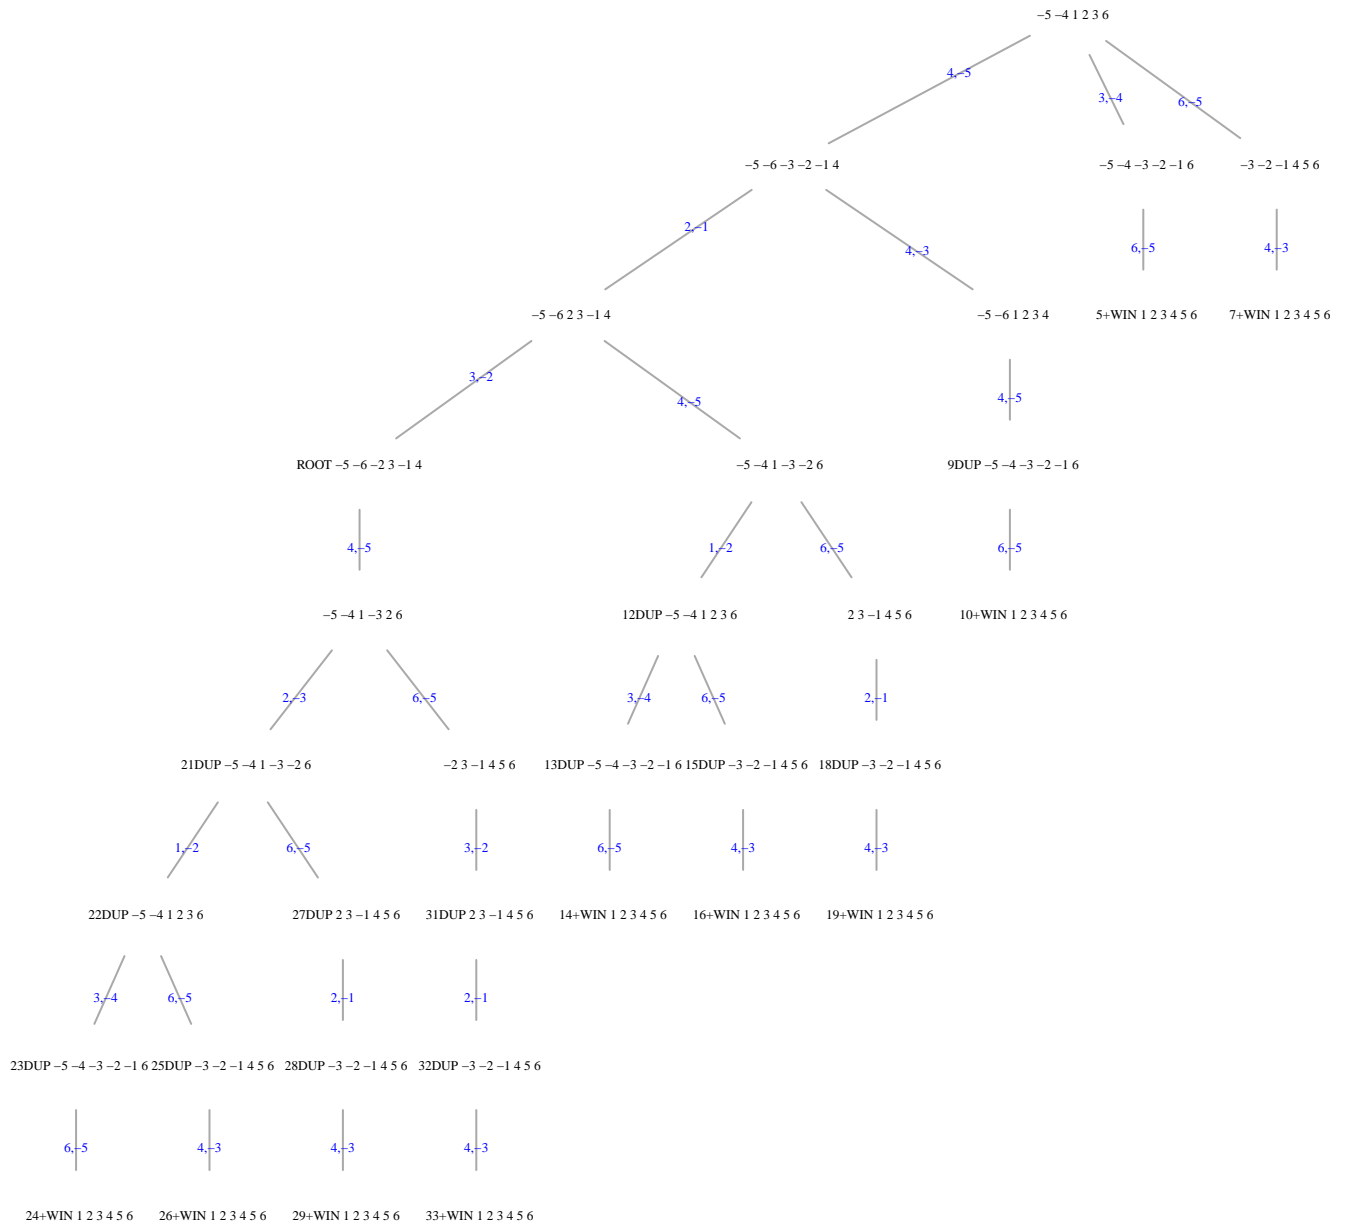 −5 −4 1 2 3 6
4,−5
3,−4
6,−5
−5 −6 −3 −2 −1 4
−5 −4 −3 −2 −1 6
−3 −2 −1 4 5 6
2,−1
4,−3
6,−5
4,−3
−5 −6 2 3 −1 4
−5 −6 1 2 3 4
5+WIN 1 2 3 4 5 6
7+WIN 1 2 3 4 5 6
3,−2
4,−5
4,−5
ROOT −5 −6 −2 3 −1 4
−5 −4 1 −3 −2 6
9DUP −5 −4 −3 −2 −1 6
4,−5
1,−2
6,−5
6,−5
−5 −4 1 −3 2 6
12DUP −5 −4 1 2 3 6
2 3 −1 4 5 6
10+WIN 1 2 3 4 5 6
2,−3
6,−5
3,−4
6,−5
2,−1
21DUP −5 −4 1 −3 −2 6
−2 3 −1 4 5 6
13DUP −5 −4 −3 −2 −1 6
15DUP −3 −2 −1 4 5 6
18DUP −3 −2 −1 4 5 6
1,−2
6,−5
3,−2
6,−5
4,−3
4,−3
22DUP −5 −4 1 2 3 6
27DUP 2 3 −1 4 5 6
31DUP 2 3 −1 4 5 6
14+WIN 1 2 3 4 5 6
16+WIN 1 2 3 4 5 6
19+WIN 1 2 3 4 5 6
3,−4
6,−5
2,−1
2,−1
23DUP −5 −4 −3 −2 −1 6
25DUP −3 −2 −1 4 5 6
28DUP −3 −2 −1 4 5 6
32DUP −3 −2 −1 4 5 6
6,−5
4,−3
4,−3
4,−3
24+WIN 1 2 3 4 5 6
26+WIN 1 2 3 4 5 6
29+WIN 1 2 3 4 5 6
33+WIN 1 2 3 4 5 6